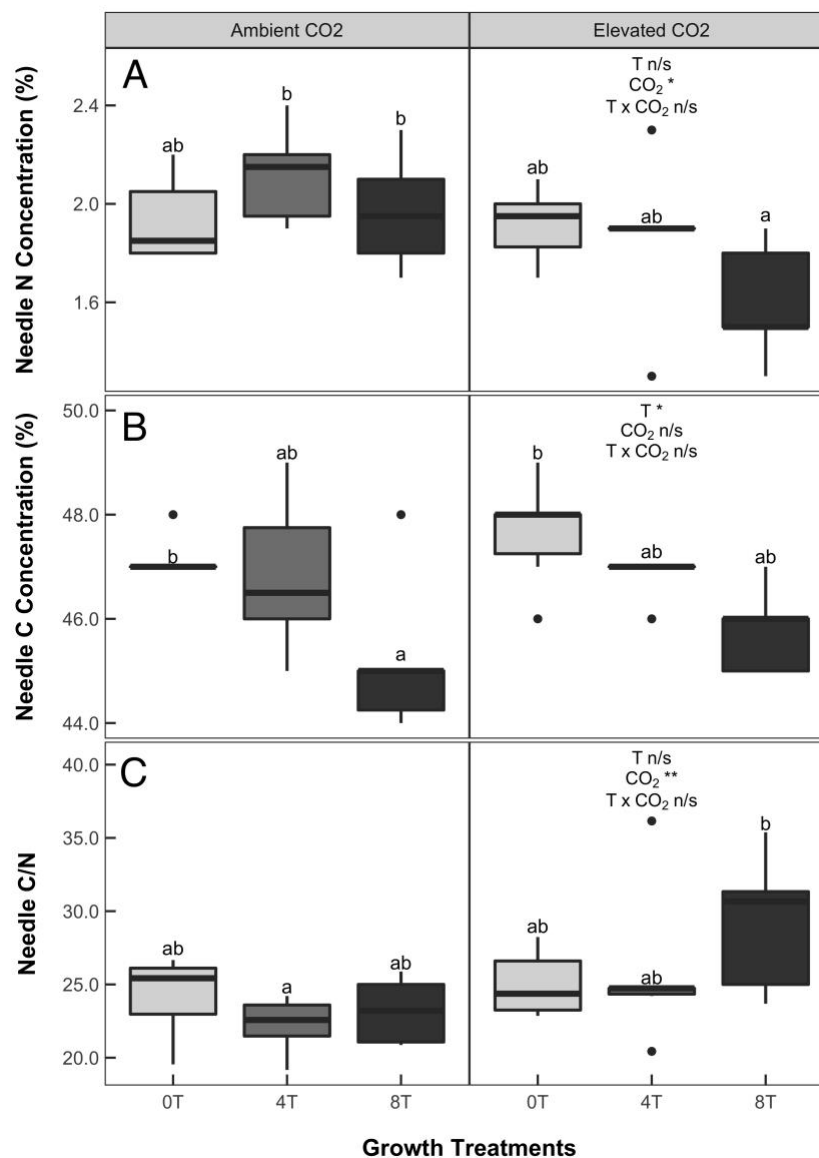 Ambient CO2
Elevated CO2
A
Needle N Concentration (%)
2.4
2.0
1.6
ab
b
b
T n/s
CO₂ *
T x CO₂ n/s
ab
ab
a
B
Needle C Concentration (%)
50.0
48.0
46.0
44.0
b
ab
a
T *
CO₂ n/s
T x CO₂ n/s
b
ab
ab
C
Needle C/N
40.0
35.0
30.0
25.0
20.0
ab
a
ab
T n/s
CO₂ **
T x CO₂ n/s
ab
ab
b
0T 4T 8T 0T 4T 8T
Growth Treatments